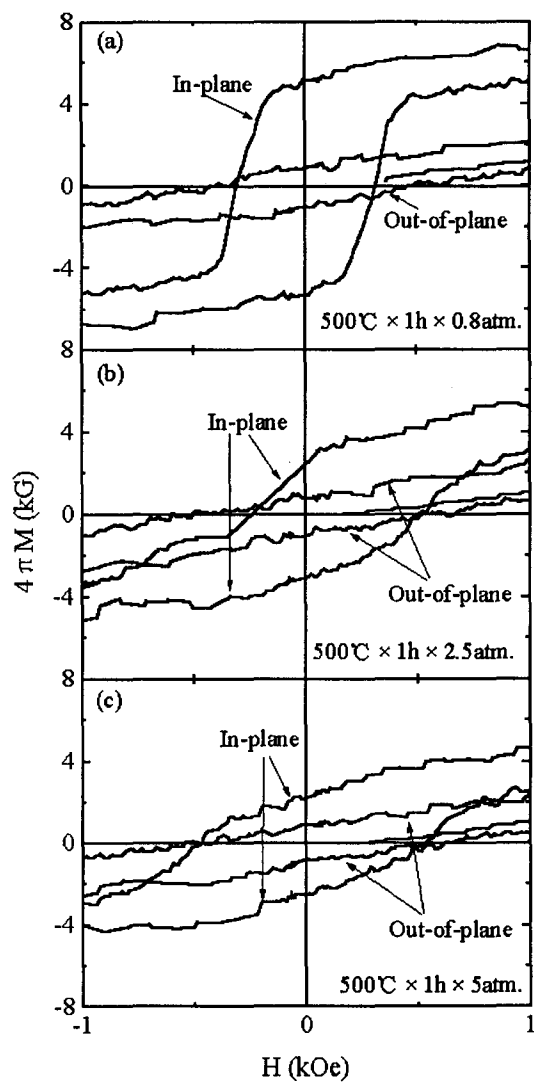 8
(a)
In-plane
4
0
Out-of-plane
-4
500℃ × 1h × 0.8atm.
8
(b)
In-plane
4
0
-4
Out-of-plane
500℃ × 1h × 2.5atm.
8
(c)
In-plane
4
0
-4
Out-of-plane
500℃ × 1h × 5atm.
-8
-1
0
1
4 π M (kG)
H (kOe)